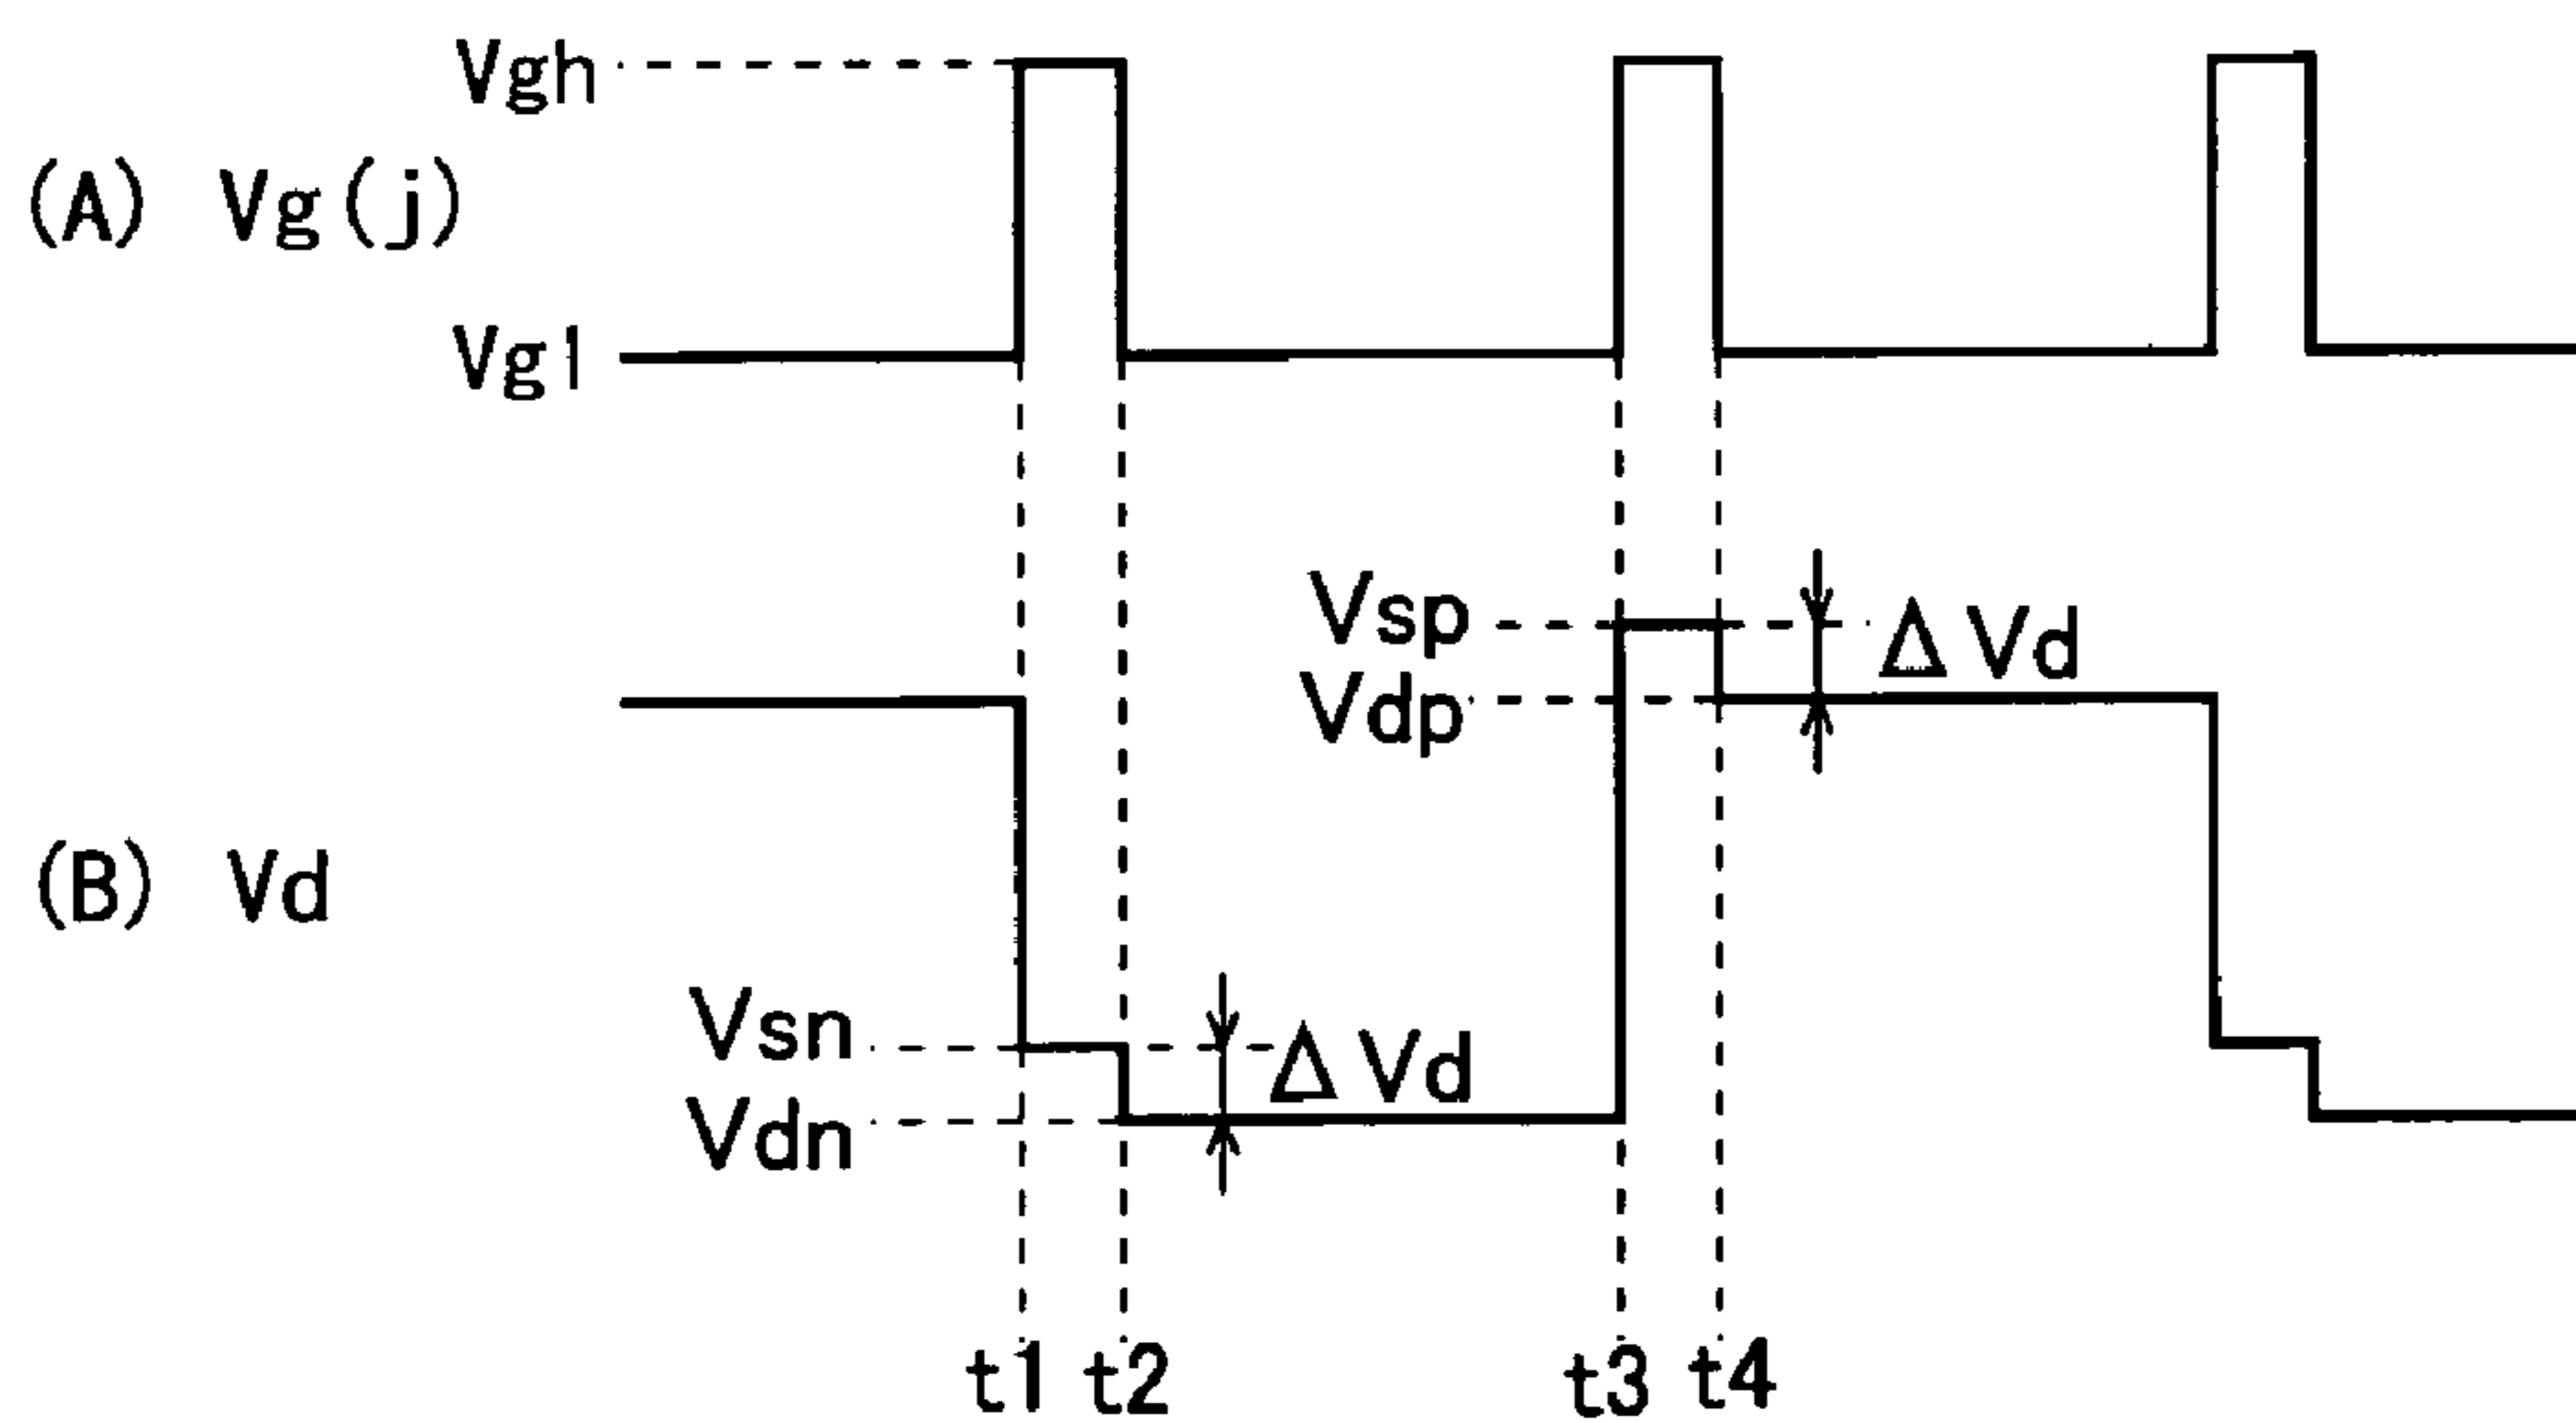 Vgh
(A) Vg(j)
Vgl
Vsp
ΔVd
Vdp
(B) Vd
Vsn
ΔVd
Vdn
t1 t2 t3 t4